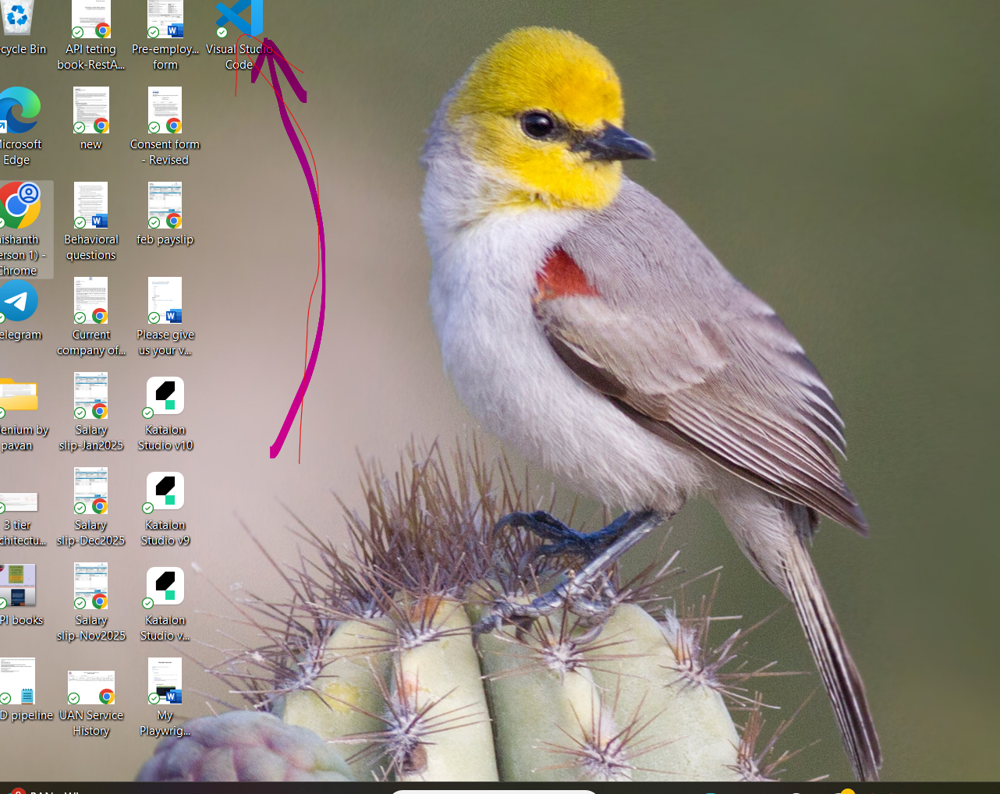 cycle Bin
API teting
book-RestA...
Pre-employ...
form
Visual Studio
Code
Microsoft
Edge
new
Consent form
- Revised
nishanth
erson 1) -
Chrome
Behavioral
questions
feb payslip
elegram
Current
company of...
Please give
us your v...
enium by
pavan
Salary
slip-Jan2025
Katalon
Studio v10
3 tier
chitectu...
Salary
slip-Dec2025
Katalon
Studio v9
PI books
Salary
slip-Nov2025
Katalon
Studio v...
D pipeline
UAN Service
History
My
Playwrig...